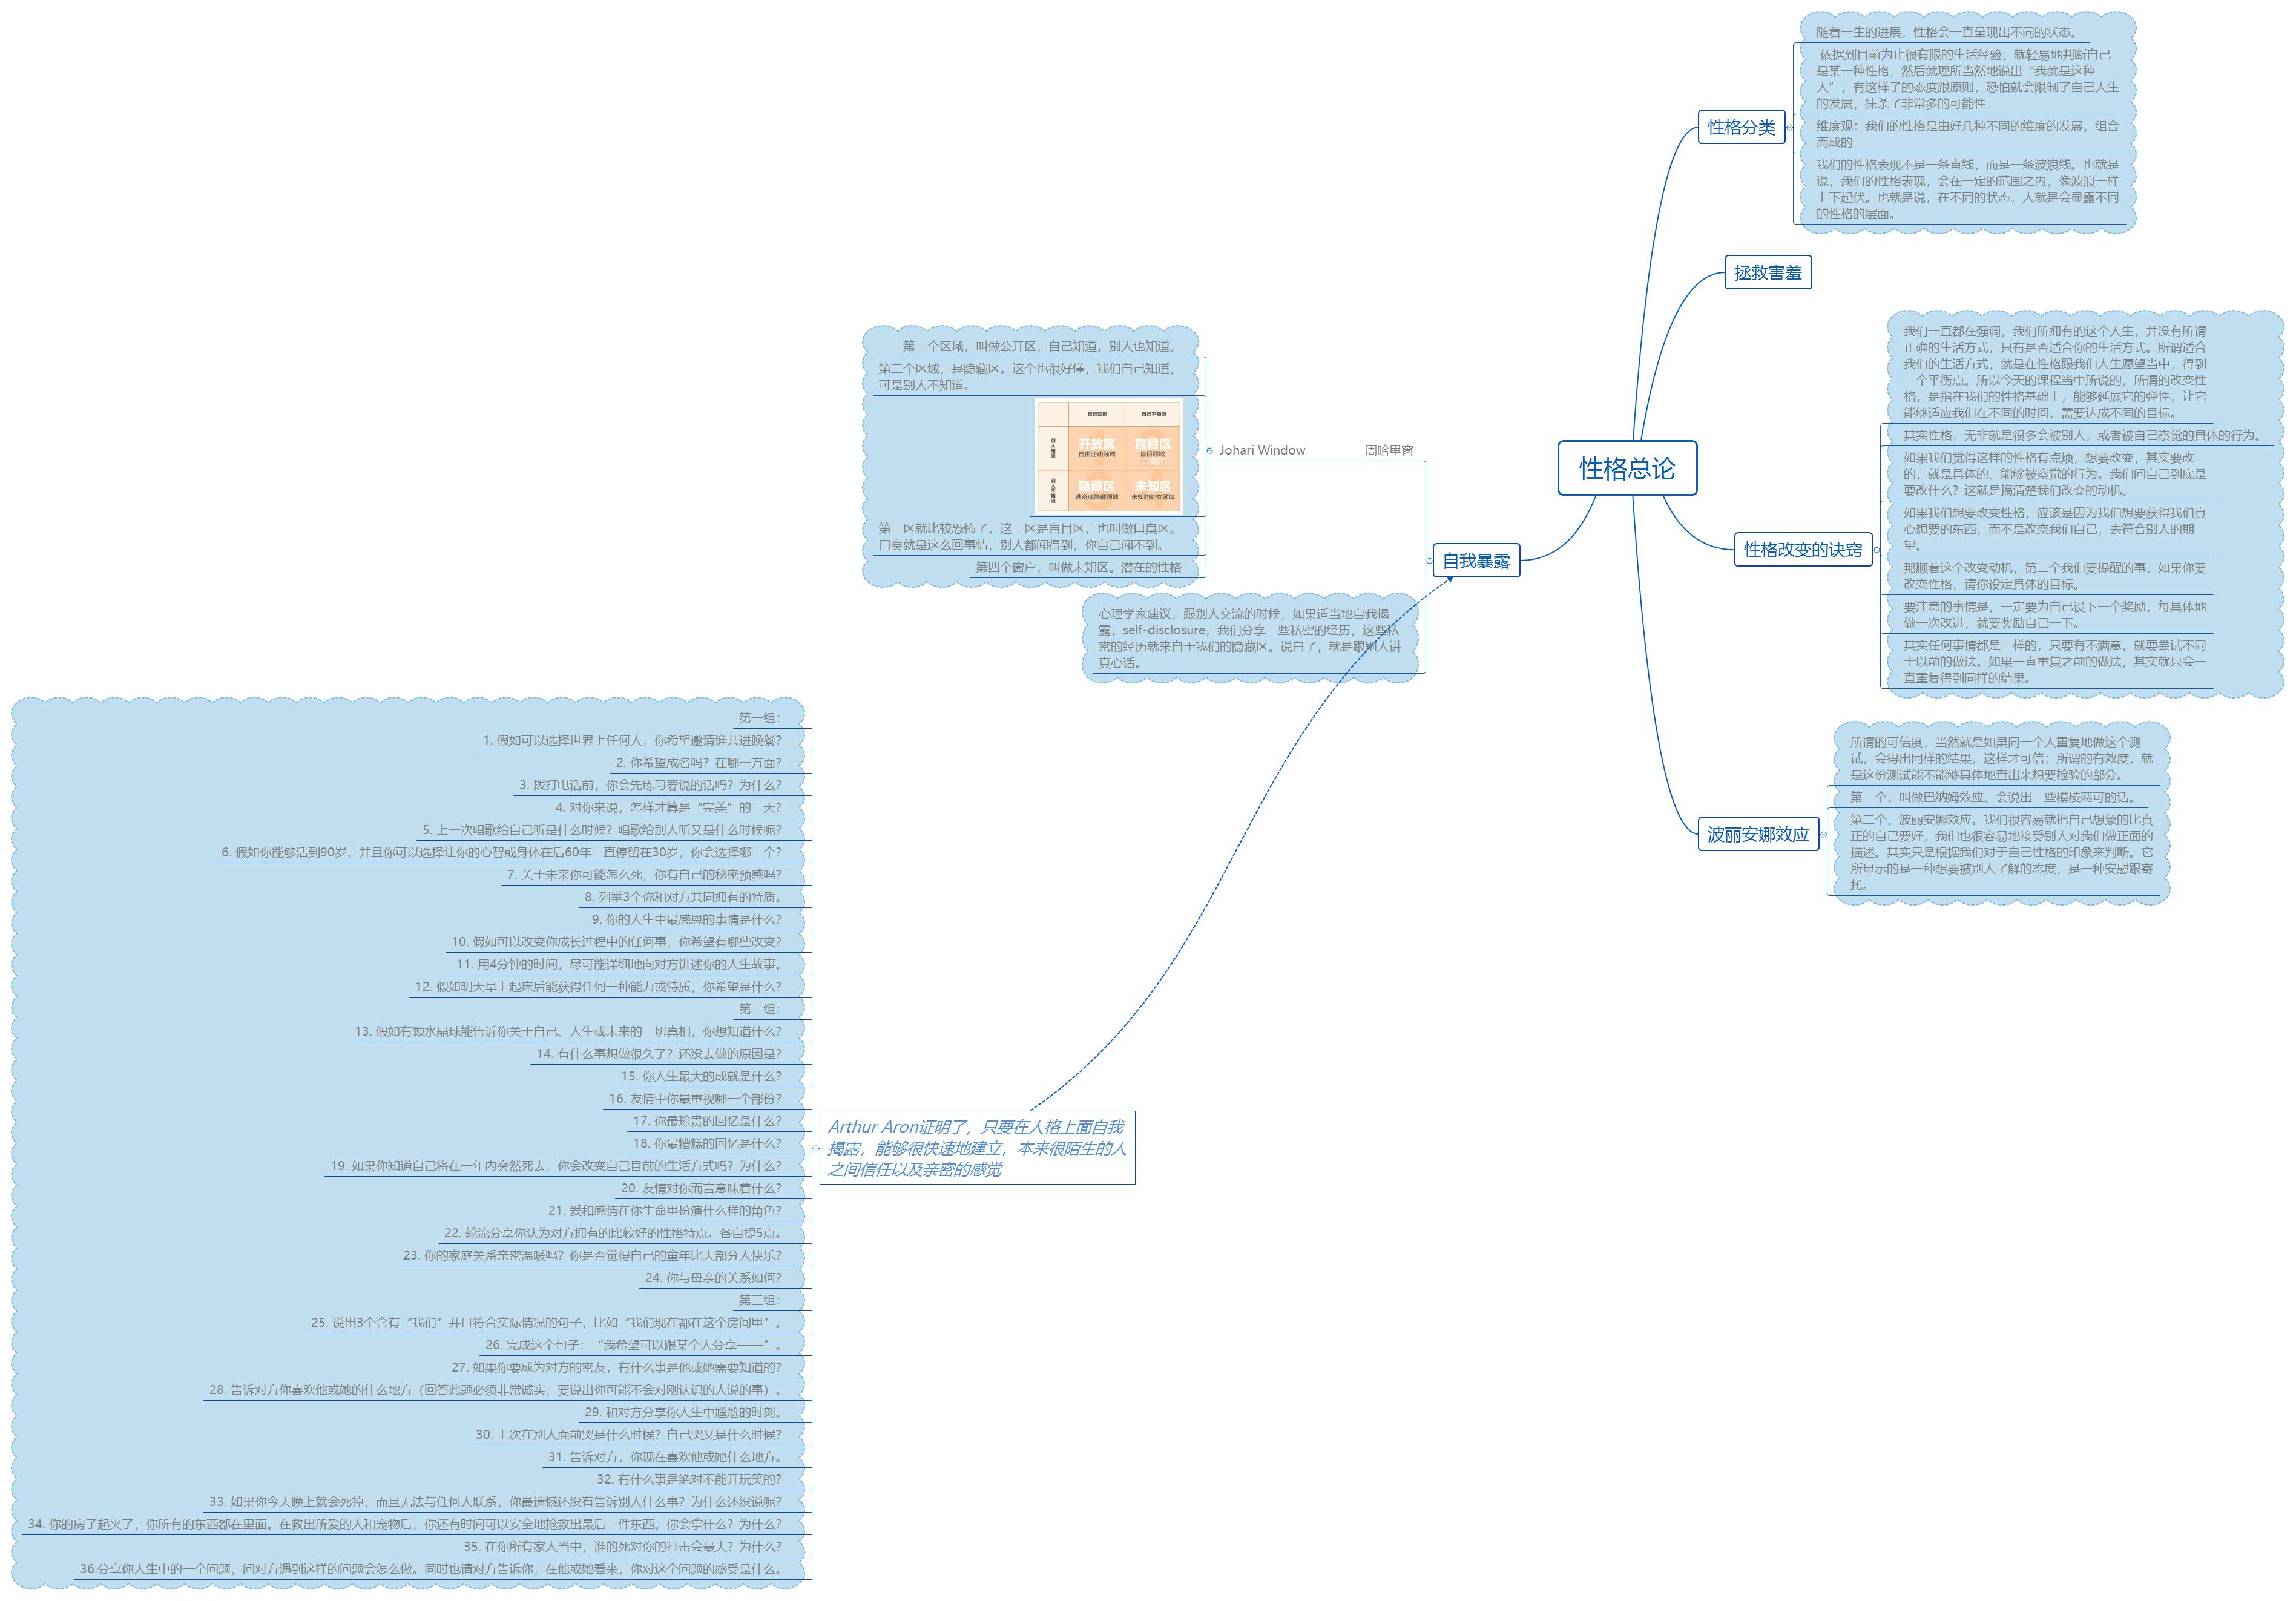 性格总论
性格分类
随着一生的进展，性格会一直呈现出不同的状态。
依据到目前为止很有限的生活经验，就轻易地判断自己
是某一种性格，然后就理所当然地说出“我就是这种
人”，有这样子的态度跟原则，恐怕就会限制了自己人生
的发展，抹杀了非常多的可能性
维度观：我们的性格是由好几种不同的维度的发展，组合
而成的
我们的性格表现不是一条直线，而是一条波浪线。也就是
说，我们的性格表现，会在一定的范围之内，像波浪一样
上下起伏。也就是说，在不同的状态，人就是会显露不同
的性格的层面。
拯救害羞
性格改变的诀窍
我们一直都在强调，我们所拥有的这个人生，并没有所谓
正确的生活方式，只有是否适合你的生活方式。所谓适合
我们的生活方式，就是在性格跟我们人生愿望当中，得到
一个平衡点。所以今天的课程当中所说的，所谓的改变性
格，是指在我们的性格基础上，能够延展它的弹性，让它
能够适应我们在不同的时间，需要达成不同的目标。
其实性格，无非就是很多会被别人，或者被自己察觉的具体的行为。
如果我们觉得这样的性格有点烦，想要改变，其实要改
的，就是具体的、能够被察觉的行为。我们问自己到底是
要改什么？这就是搞清楚我们改变的动机。
如果我们想要改变性格，应该是因为我们想要获得我们真
心想要的东西，而不是改变我们自己，去符合别人的期
望。
那顺着这个改变动机，第二个我们要提醒的事，如果你要
改变性格，请你设定具体的目标。
要注意的事情是，一定要为自己设下一个奖励，每具体地
做一次改进，就要奖励自己一下。
其实任何事情都是一样的，只要有不满意，就要尝试不同
于以前的做法。如果一直重复之前的做法，其实就只会一
直重复得到同样的结果。
波丽安娜效应
所谓的可信度，当然就是如果同一个人重复地做这个测
试，会得出同样的结果，这样才可信；所谓的有效度，就
是这份测试能不能够具体地查出来想要检验的部分。
第一个，叫做巴纳姆效应。会说出一些模棱两可的话。
第二个，波丽安娜效应。我们很容易就把自己想象的比真
正的自己要好，我们也很容易地接受别人对我们做正面的
描述。其实只是根据我们对于自己性格的印象来判断。它
所显示的是一种想要被别人了解的态度，是一种安慰跟寄
托。
自我暴露
Johari Window 周哈里窗
第一个区域，叫做公开区，自己知道，别人也知道。
第二个区域，是隐藏区。这个也很好懂，我们自己知道，
可是别人不知道。
自己知道 自己不知道
别人知道
开放区 盲目区
自由活动领域 盲目领域
（口臭区）
别人不知道
隐藏区 未知区
逃避或隐藏领域 未知的处女领域
第三区就比较恐怖了，这一区是盲目区，也叫做口臭区。
口臭就是这么回事情，别人都闻得到，你自己闻不到。
第四个窗户，叫做未知区。潜在的性格
心理学家建议，跟别人交流的时候，如果适当地自我揭
露，self-disclosure，我们分享一些私密的经历，这些私
密的经历就来自于我们的隐藏区。说白了，就是跟别人讲
真心话。
Arthur Aron证明了，只要在人格上面自我
揭露，能够很快速地建立，本来很陌生的人
之间信任以及亲密的感觉
第一组：
1. 假如可以选择世界上任何人，你希望邀请谁共进晚餐？
2. 你希望成名吗？在哪一方面？
3. 拨打电话前，你会先练习要说的话吗？为什么？
4. 对你来说，怎样才算是“完美”的一天？
5. 上一次唱歌给自己听是什么时候？唱歌给别人听又是什么时候呢？
6. 假如你能够活到90岁，并且你可以选择让你的心智或身体在后60年一直停留在30岁，你会选择哪一个？
7. 关于未来你可能怎么死，你有自己的秘密预感吗？
8. 列举3个你和对方共同拥有的特质。
9. 你的人生中最感恩的事情是什么？
10. 假如可以改变你成长过程中的任何事，你希望有哪些改变？
11. 用4分钟的时间，尽可能详细地向对方讲述你的人生故事。
12. 假如明天早上起床后能获得任何一种能力或特质，你希望是什么？
第二组：
13. 假如有颗水晶球能告诉你关于自己、人生或未来的一切真相，你想知道什么？
14. 有什么事想做很久了？还没去做的原因是？
15. 你人生最大的成就是什么？
16. 友情中你最重视哪一个部份？
17. 你最珍贵的回忆是什么？
18. 你最糟糕的回忆是什么？
19. 如果你知道自己将在一年内突然死去，你会改变自己目前的生活方式吗？为什么？
20. 友情对你而言意味着什么？
21. 爱和感情在你生命里扮演什么样的角色？
22. 轮流分享你认为对方拥有的比较好的性格特点。各自提5点。
23. 你的家庭关系亲密温暖吗？你是否觉得自己的童年比大部分人快乐？
24. 你与母亲的关系如何？
第三组：
25. 说出3个含有“我们”并且符合实际情况的句子，比如“我们现在都在这个房间里”。
26. 完成这个句子：“我希望可以跟某个人分享——”。
27. 如果你要成为对方的密友，有什么事是他或她需要知道的？
28. 告诉对方你喜欢他或她的什么地方（回答此题必须非常诚实，要说出你可能不会对刚认识的人说的事）。
29. 和对方分享你人生中尴尬的时刻。
30. 上次在别人面前哭是什么时候？自己哭又是什么时候？
31. 告诉对方，你现在喜欢他或她什么地方。
32. 有什么事是绝对不能开玩笑的？
33. 如果你今天晚上就会死掉，而且无法与任何人联系，你最遗憾还没有告诉别人什么事？为什么还没说呢？
34. 你的房子起火了，你所有的东西都在里面。在救出所爱的人和宠物后，你还有时间可以安全地抢救出最后一件东西。你会拿什么？为什么？
35. 在你所有家人当中，谁的死对你的打击会最大？为什么？
36.分享你人生中的一个问题，问对方遇到这样的问题会怎么做。同时也请对方告诉你，在他或她看来，你对这个问题的感受是什么。